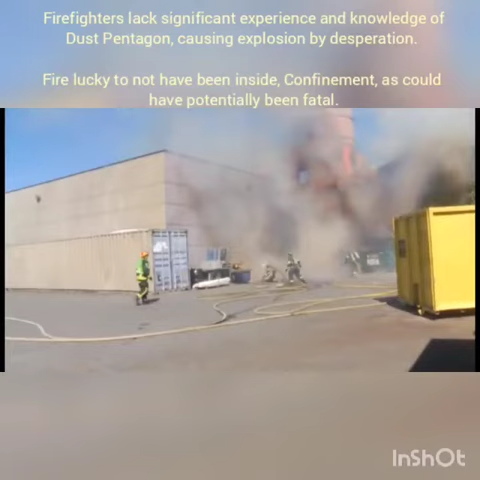 Firefighters lack significant experience and knowledge of
Dust Pentagon, causing explosion by desperation.
Fire lucky to not have been inside, Confinement, as could
have potentially been fatal.
InShOt